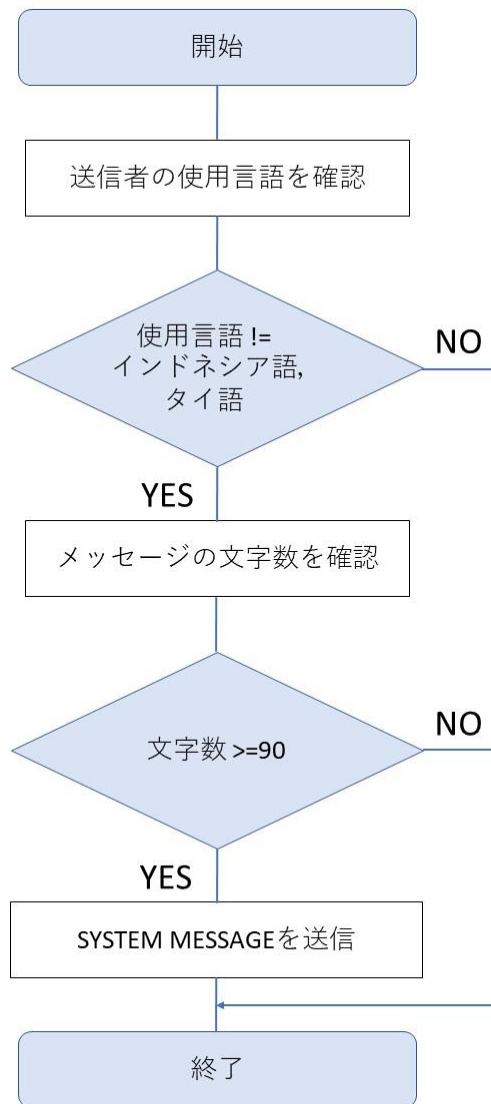 開始
送信者の使用言語を確認
使用言語 !=
インドネシア語,
タイ語
NO
YES
メッセージの文字数を確認
文字数 >=90
NO
YES
SYSTEM MESSAGEを送信
終了